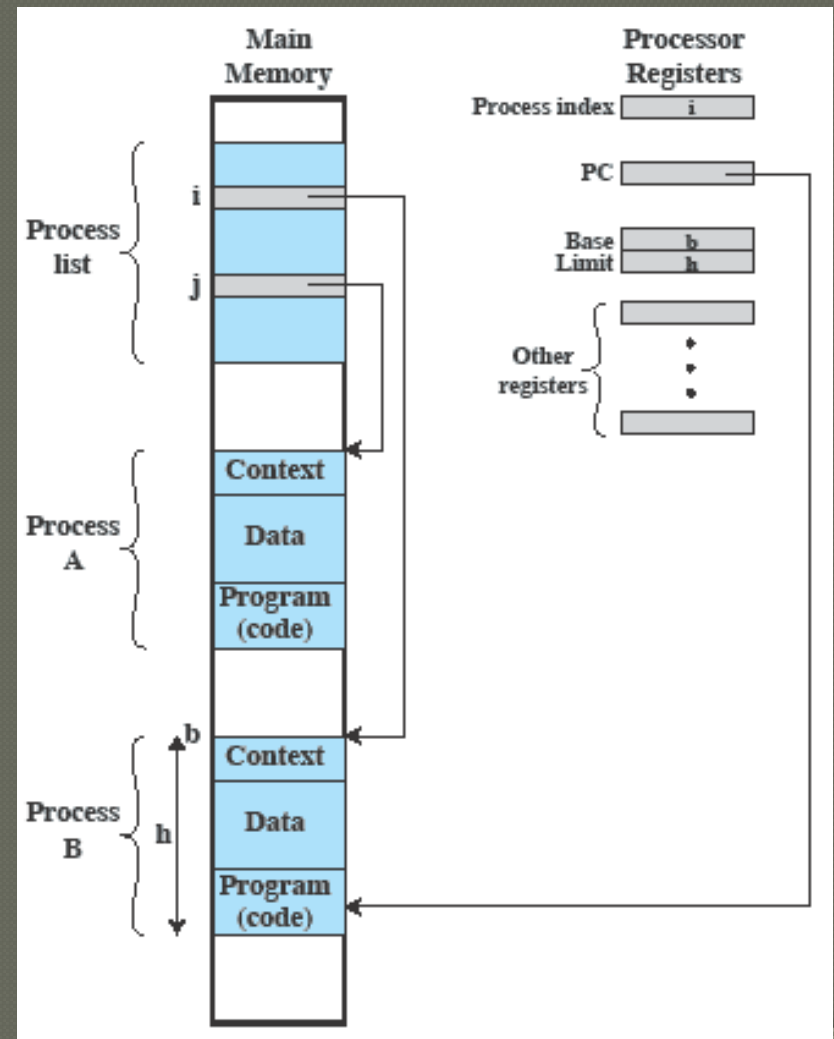 Main
Memory
Processor
Registers
Process index
i
PC
Base
b
Limit
h
Other
registers
Process
list
i
j
Process
A
Context
Data
Program
(code)
Process
B
b
h
Context
Data
Program
(code)